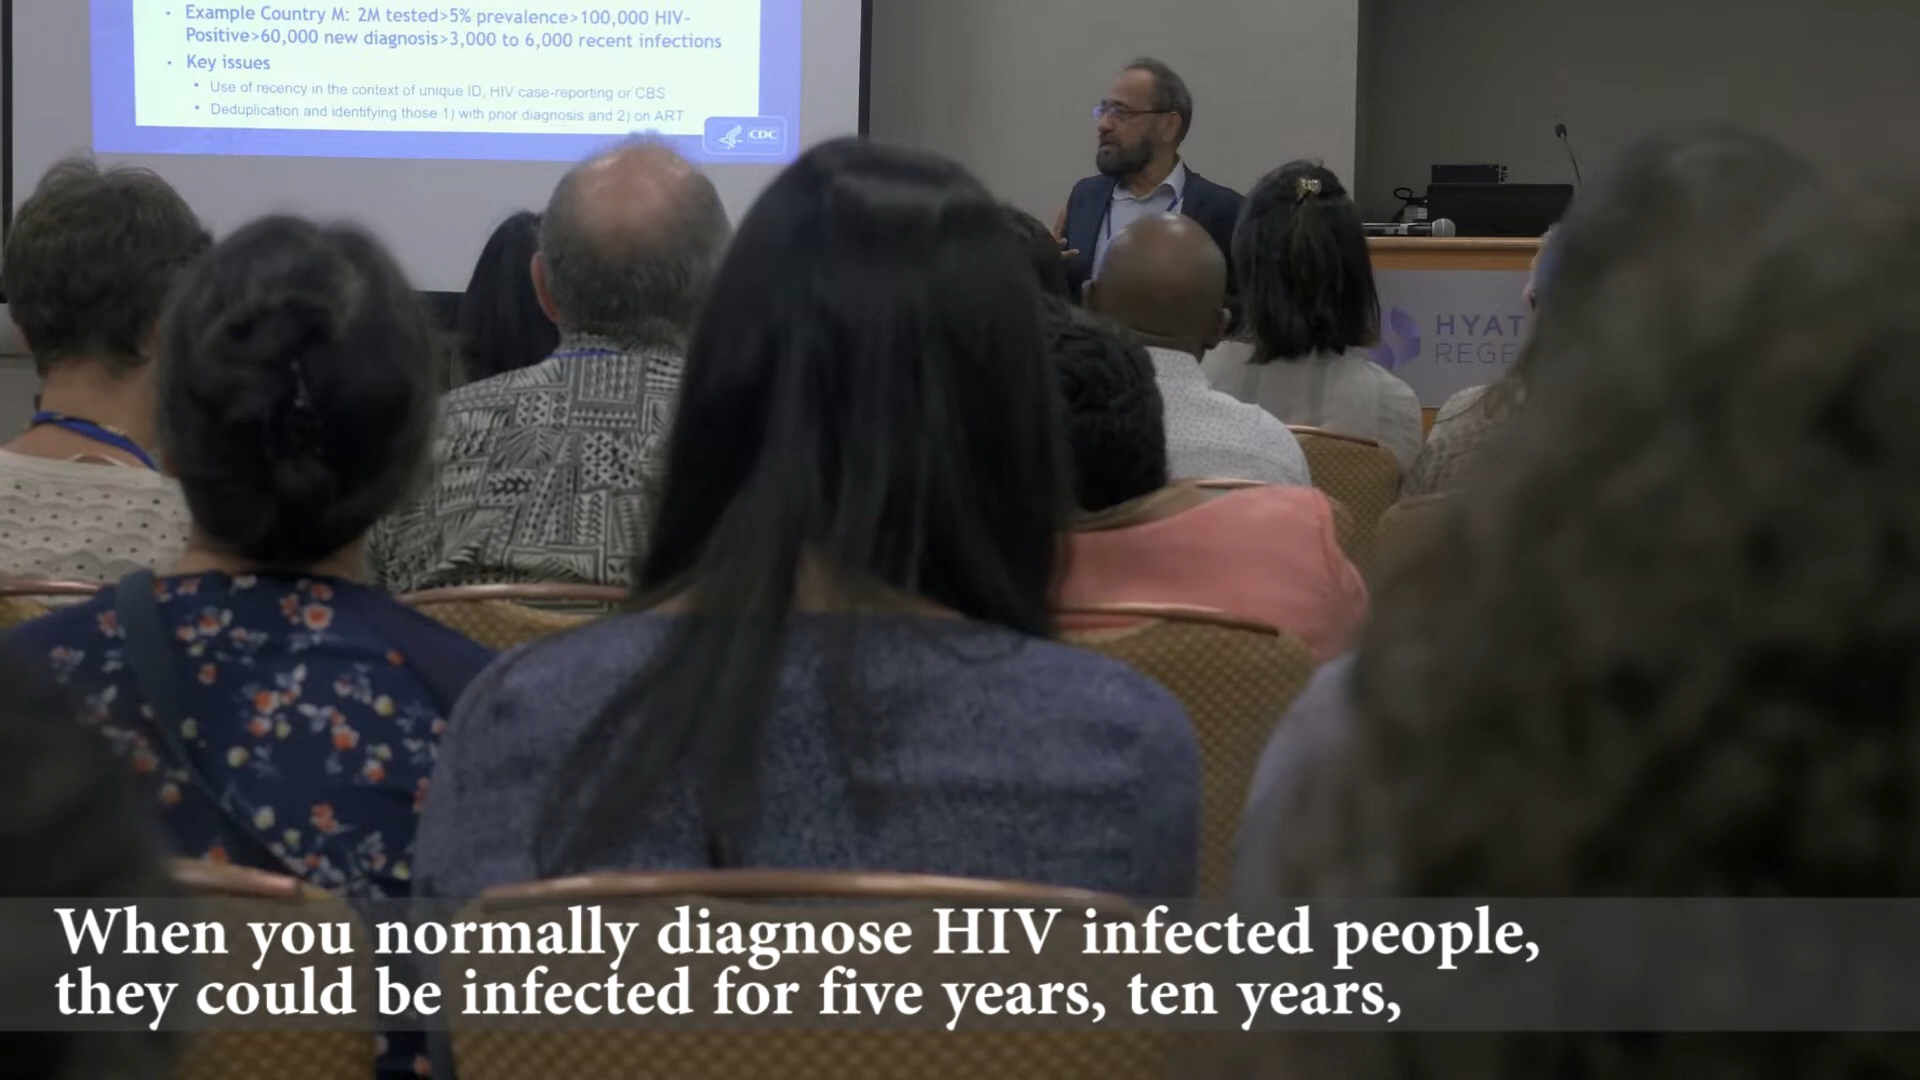 Example Country M: 2M tested>5% prevalence>100,000 HIV-
Positive>60,000 new diagnosis>3,000 to 6,000 recent infections
Key issues
Use of recency in the context of unique ID, HIV case-reporting or CBS
Deduplication and identifying those 1) with prior diagnosis and 2) on ART
CDC
HYAT
REGE
When you normally diagnose HIV infected people,
they could be infected for five years, ten years,